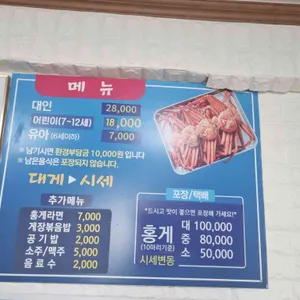 메 뉴
대인 28,000
어린이(7~12세) 18,000
유아 (6세이하) 7,000
※ 남기시면 환경부담금 10,000원 입니다
※ 남은음식은 포장되지 않습니다.
대게 ▶ 시세
추가메뉴
홍게라면 7,000
게장볶음밥 3,000
공 기 밥 2,000
소주/맥주 5,000
음 료 수 2,000
포장/택배
*드시고 맛이 좋으면 포장해 가세요!*
홍게 (10마리기준) 시세변동
대 100,000
중 80,000
소 50,000